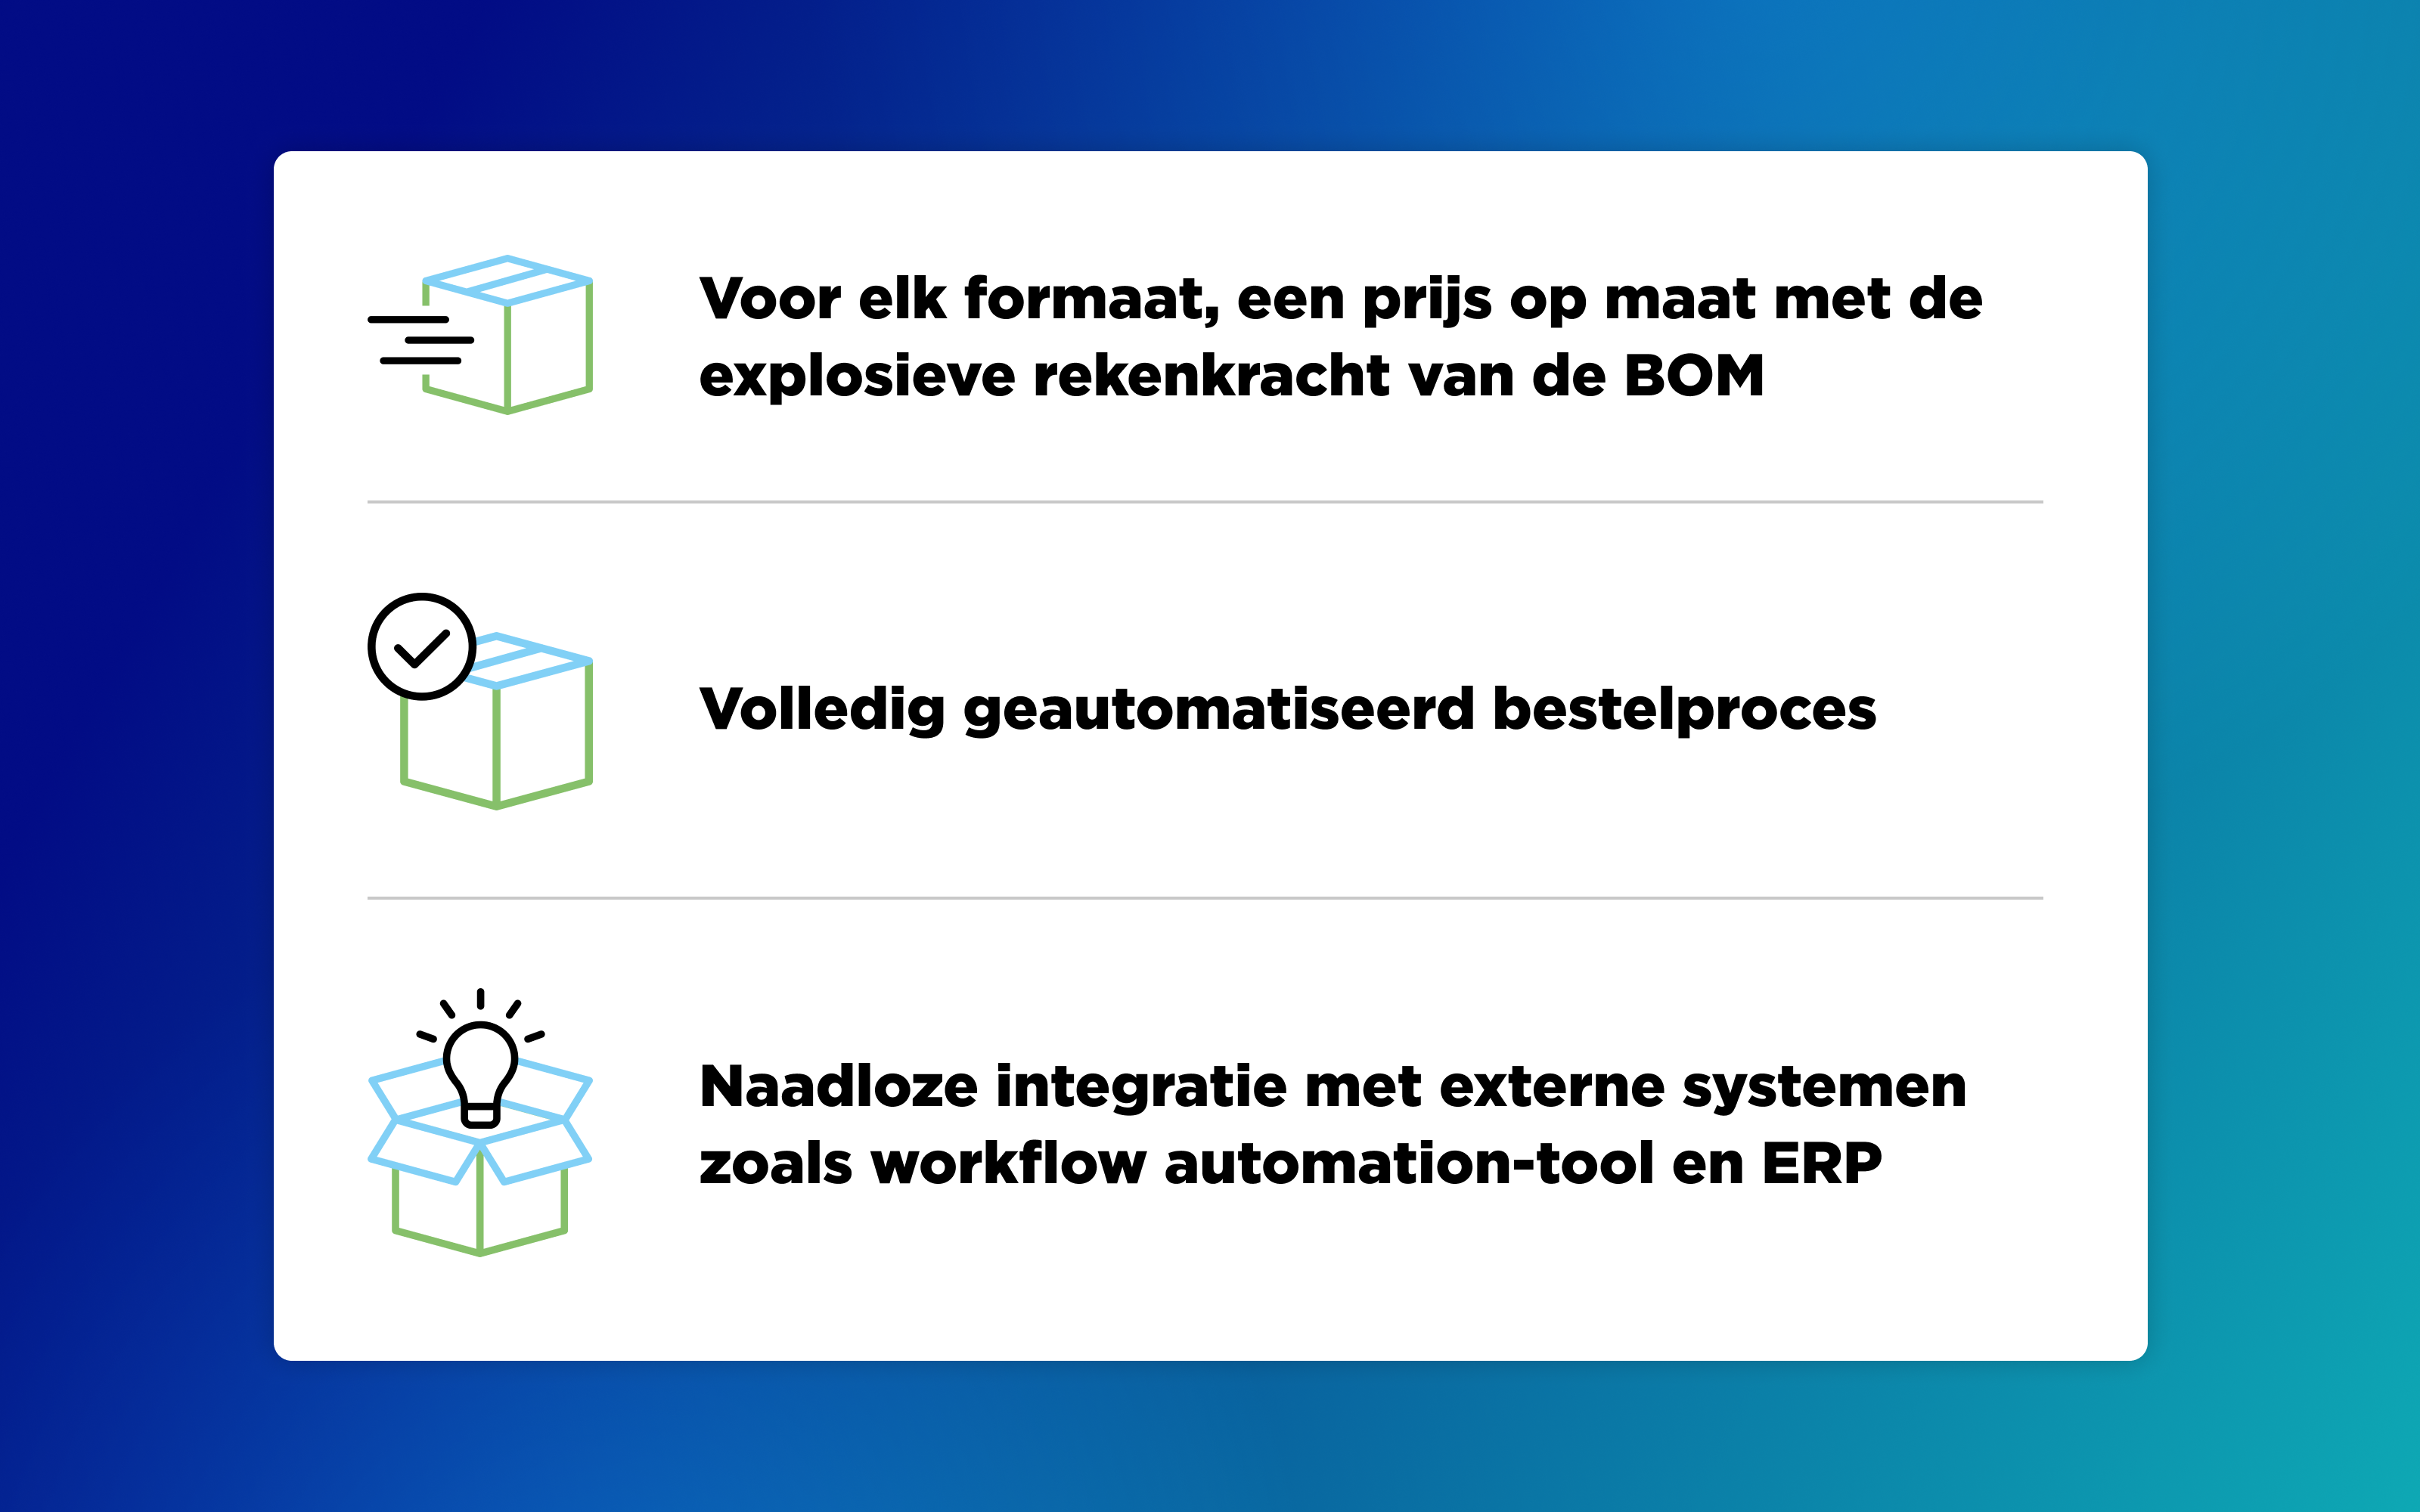 Voor elk formaat, een prijs op maat met de
explosieve rekenkracht van de BOM
Volledig geautomatiseerd bestelproces
Naadloze integratie met externe systemen
zoals workflow automation-tool en ERP